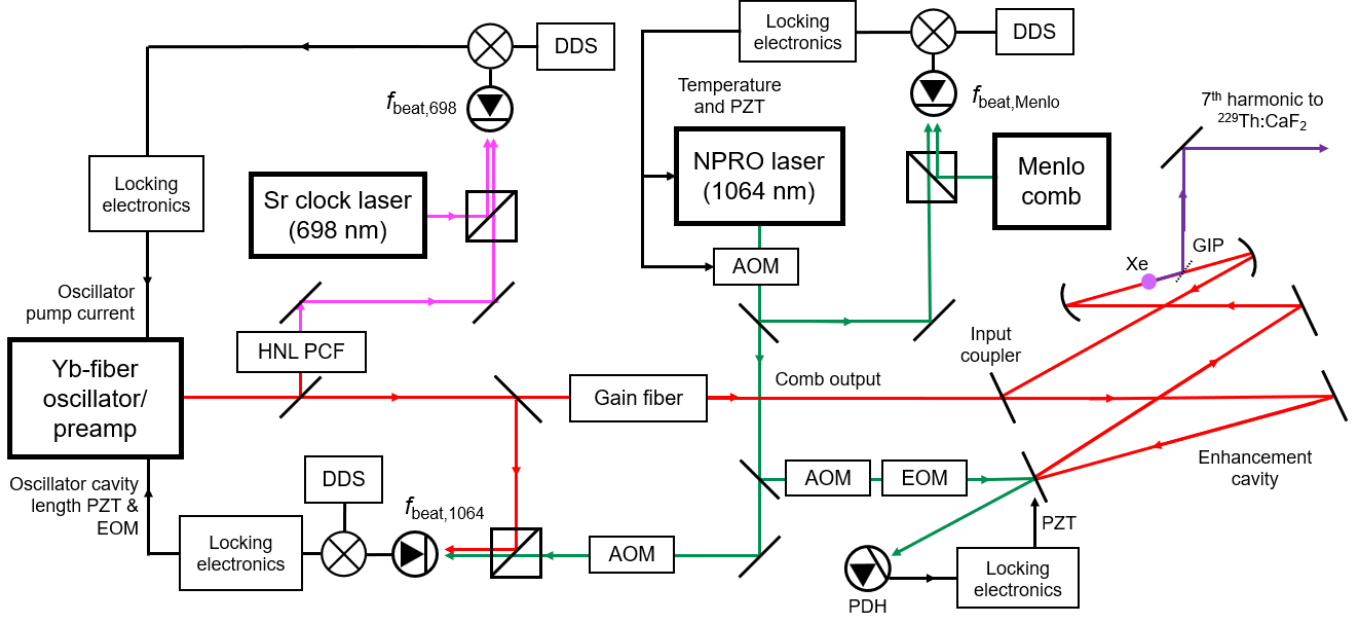 DDS
f_beat,698
Locking
electronics
Sr clock laser
(698 nm)
Oscillator
pump current
HNL PCF
Yb-fiber
oscillator/
preamp
Gain fiber
Comb output
Oscillator cavity
length PZT &
EOM
DDS
f_beat,1064
Locking
electronics
AOM
Locking
electronics
DDS
Temperature
and PZT
f_beat,Menlo
NPRO laser
(1064 nm)
Menlo
comb
AOM
7th harmonic to
229Th:CaF2
GIP
Xe
Input
coupler
Enhancement
cavity
AOM
EOM
PZT
PDH
Locking
electronics